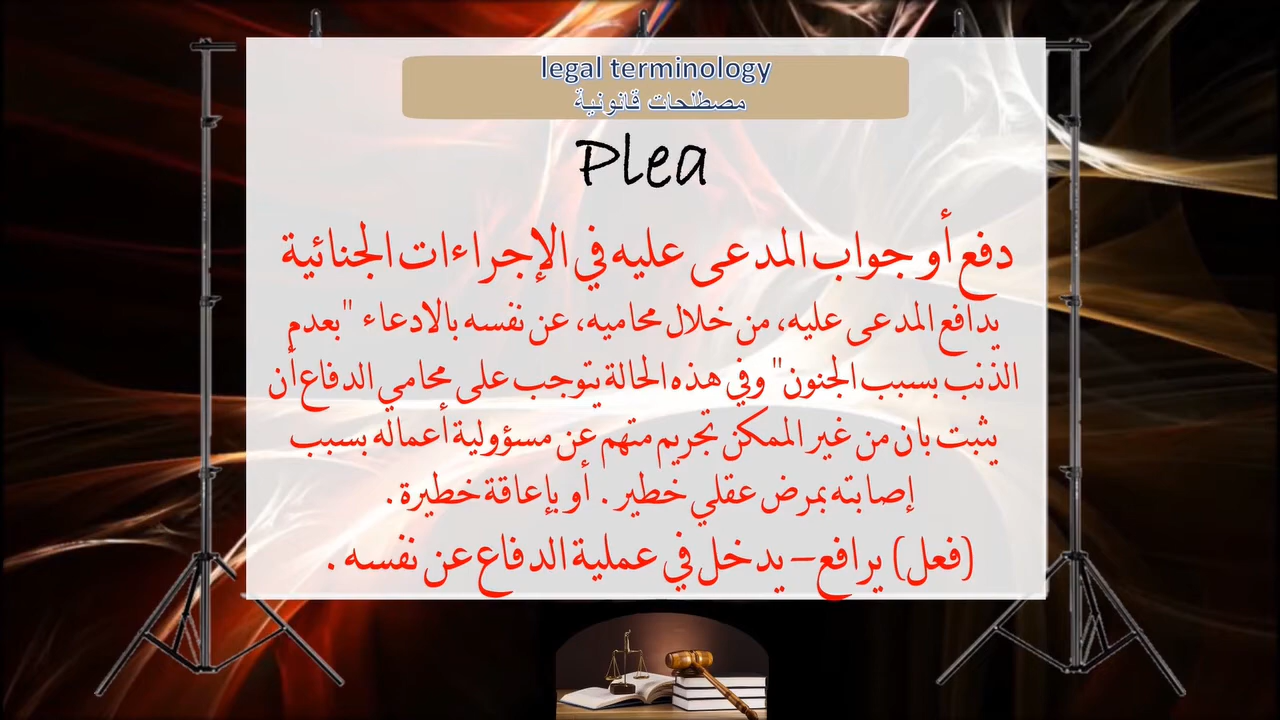 legal terminology
مصطلحات قانونية
Plea
دفع أو جواب المدعى عليه في الإجراءات الجنائية
يدافع المدعى عليه، من خلال محاميه، عن نفسه بالادعاء "بعدم
الذنب بسبب الجنون" وفي هذه الحالة يتوجب على محامي الدفاع أن
يثبت بان من غير الممكن تجريم متهم عن مسؤولية أعماله بسبب
إصابته بمرض عقلي خطير . أو بإعاقة خطيرة .
(فعل) يرافع – يدخل في عملية الدفاع عن نفسه .